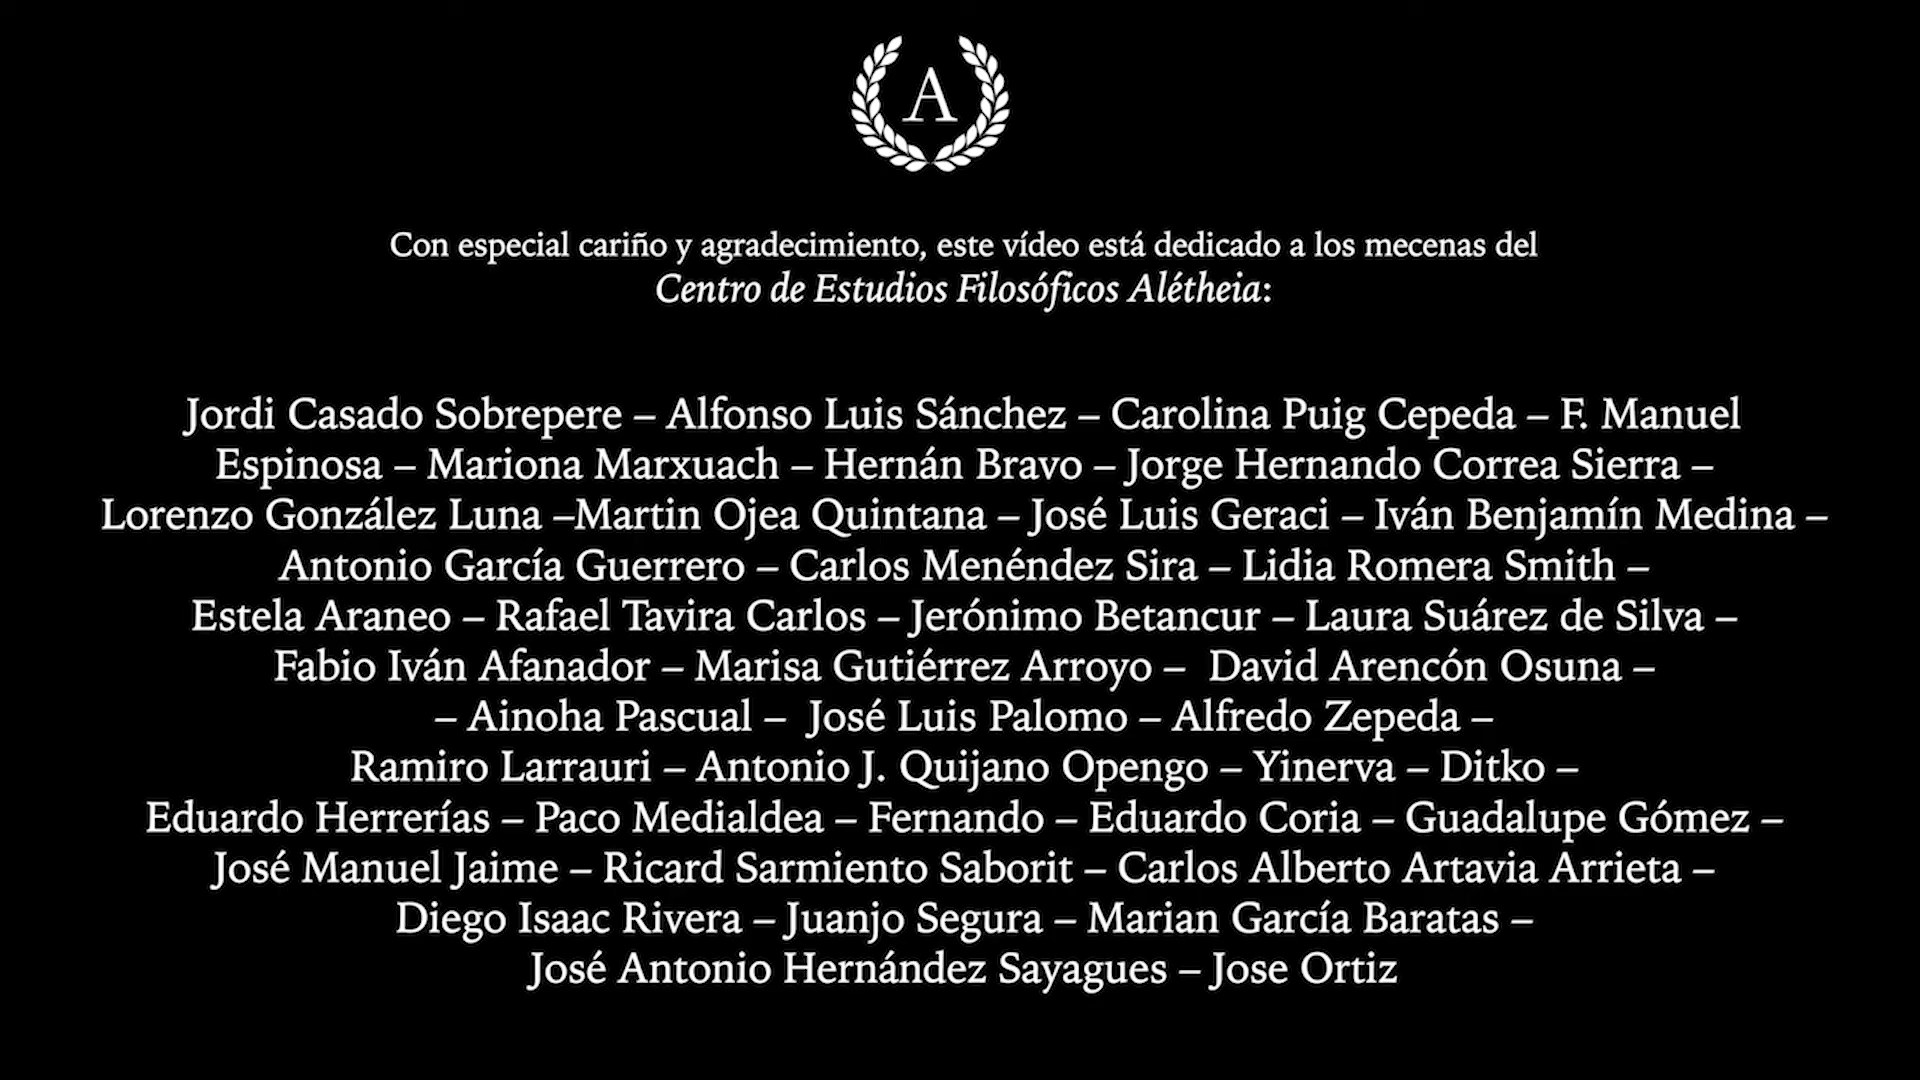 A
Con especial cariño y agradecimiento, este vídeo está dedicado a los mecenas del
Centro de Estudios Filosóficos Alétheia:
Jordi Casado Sobrepere – Alfonso Luis Sánchez – Carolina Puig Cepeda – F. Manuel
Espinosa – Mariona Marxuach – Hernán Bravo – Jorge Hernando Correa Sierra –
Lorenzo González Luna –Martin Ojea Quintana – José Luis Geraci – Iván Benjamín Medina –
Antonio García Guerrero – Carlos Menéndez Sira – Lidia Romera Smith –
Estela Araneo – Rafael Tavira Carlos – Jerónimo Betancur – Laura Suárez de Silva –
Fabio Iván Afanador – Marisa Gutiérrez Arroyo –  David Arencón Osuna –
– Ainoha Pascual –  José Luis Palomo – Alfredo Zepeda –
Ramiro Larrauri – Antonio J. Quijano Opengo – Yinerva – Ditko –
Eduardo Herrerías – Paco Medialdea – Fernando – Eduardo Coria – Guadalupe Gómez –
José Manuel Jaime – Ricard Sarmiento Saborit – Carlos Alberto Artavia Arrieta –
Diego Isaac Rivera – Juanjo Segura – Marian García Baratas –
José Antonio Hernández Sayagues – Jose Ortiz